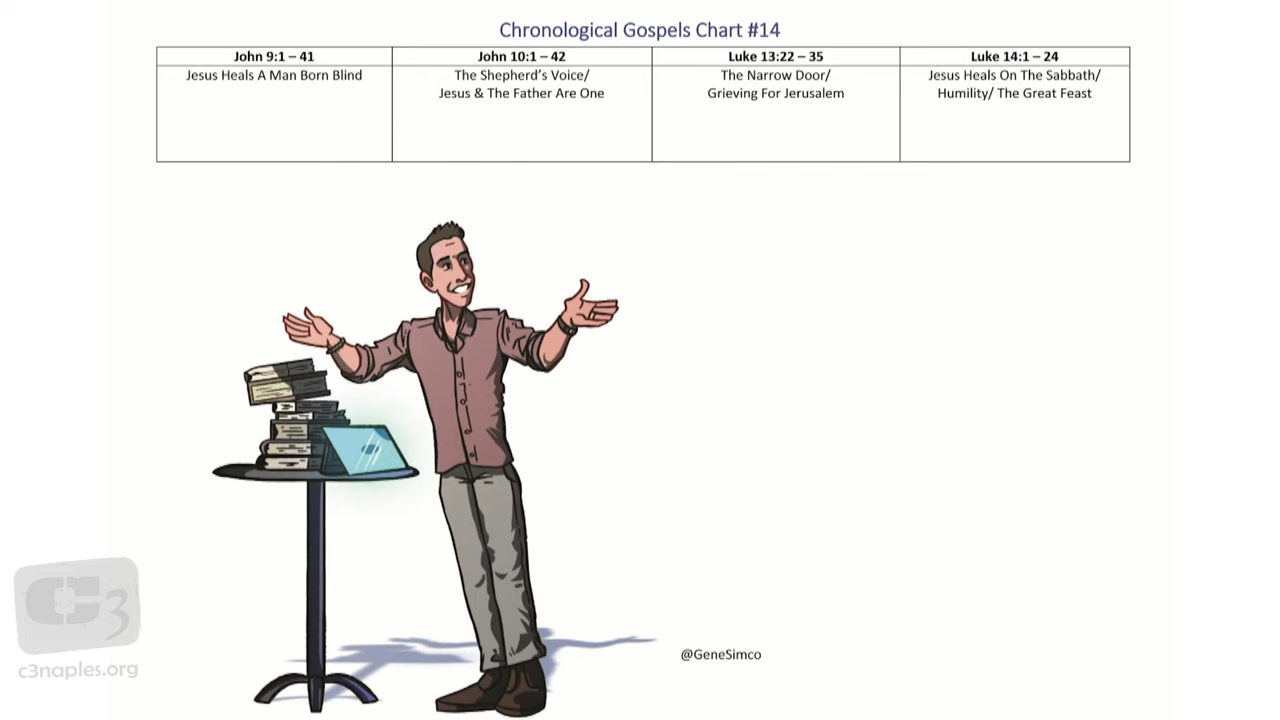 Chronological Gospels Chart #14
John 9:1 – 41
Jesus Heals A Man Born Blind
John 10:1 – 42
The Shepherd's Voice/
Jesus & The Father Are One
Luke 13:22 – 35
The Narrow Door/
Grieving For Jerusalem
Luke 14:1 – 24
Jesus Heals On The Sabbath/
Humility/ The Great Feast
@GeneSimco
C3
c3naples.org